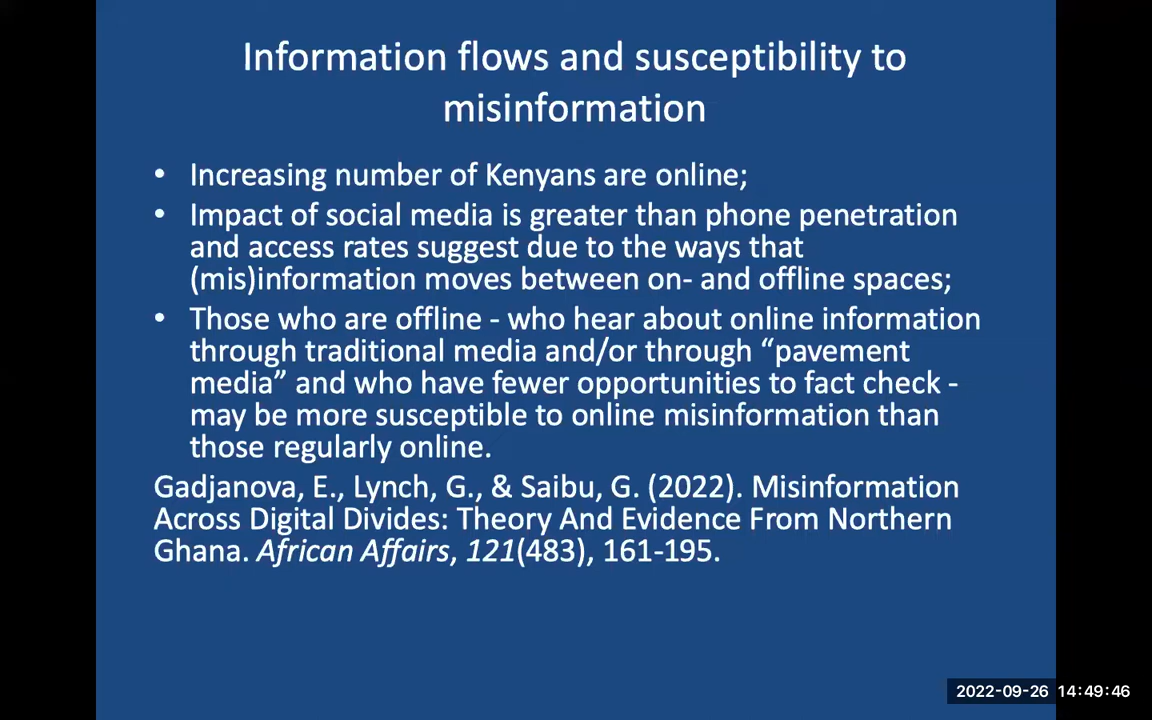 Information flows and susceptibility to
misinformation
• Increasing number of Kenyans are online;
• Impact of social media is greater than phone penetration
and access rates suggest due to the ways that
(mis)information moves between on- and offline spaces;
• Those who are offline - who hear about online information
through traditional media and/or through “pavement
media” and who have fewer opportunities to fact check -
may be more susceptible to online misinformation than
those regularly online.
Gadjanova, E., Lynch, G., & Saibu, G. (2022). Misinformation
Across Digital Divides: Theory And Evidence From Northern
Ghana. African Affairs, 121(483), 161-195.
2022-09-26 14:49:46